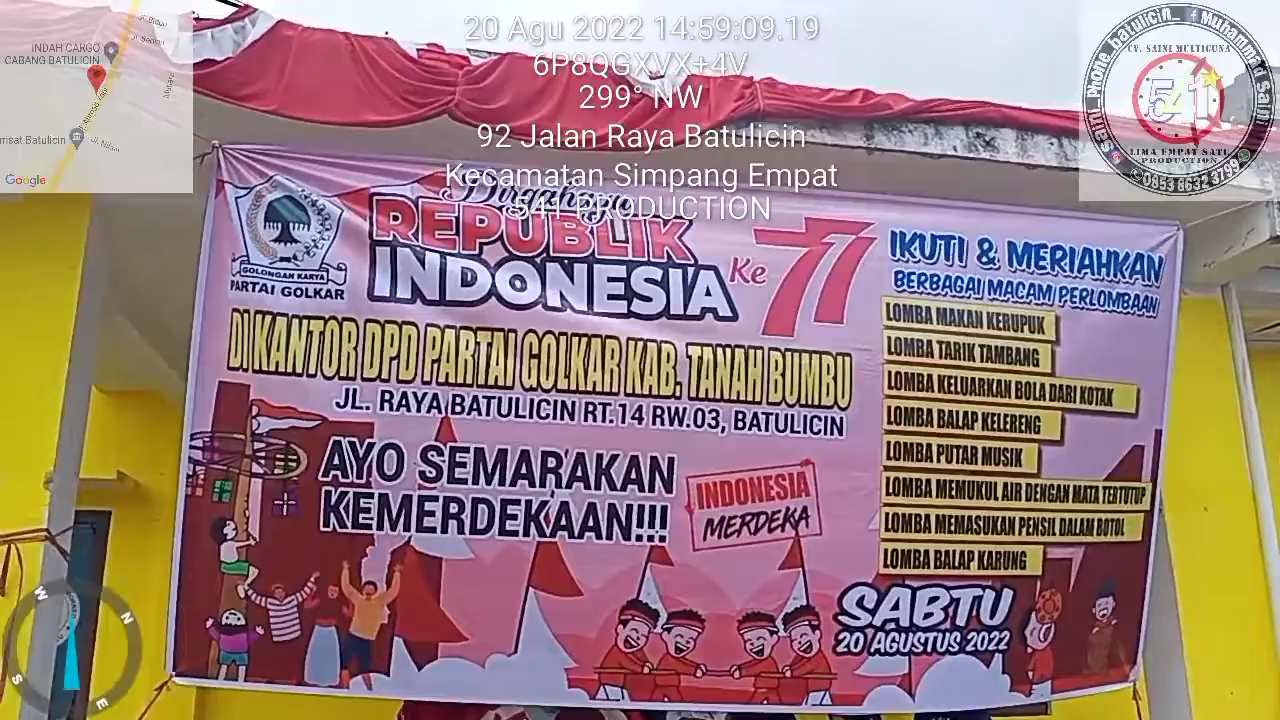 20 Agu 2022 14:59:09.19
6P8QGXVX+4V
299° NW
92 Jalan Raya Batulicin
Kecamatan Simpang Empat
541 PRODUCTION
INDAH CARGO
CABANG BATULICIN
msat Batulicin
Google
saini_phone_batulicin_
Muhammad Saini
CV. SAINI MULTIGUNA
541
LIMA EMPAT SATU
PRODUCTION
0853 8632 3799
W
N
S
E
GOLONGAN KARYA
PARTAI GOLKAR
Dirgahayu
REPUBLIK
INDONESIA
Ke 77
DI KANTOR DPD PARTAI GOLKAR KAB. TANAH BUMBU
JL. RAYA BATULICIN RT.14 RW.03, BATULICIN
AYO SEMARAKAN
KEMERDEKAAN!!!
INDONESIA
MERDEKA
IKUTI & MERIAHKAN
BERBAGAI MACAM PERLOMBAAN
LOMBA MAKAN KERUPUK
LOMBA TARIK TAMBANG
LOMBA KELUARKAN BOLA DARI KOTAK
LOMBA BALAP KELERENG
LOMBA PUTAR MUSIK
LOMBA MEMUKUL AIR DENGAN MATA TERTUTUP
LOMBA MEMASUKAN PENSIL DALAM BOTOL
LOMBA BALAP KARUNG
SABTU
20 AGUSTUS 2022